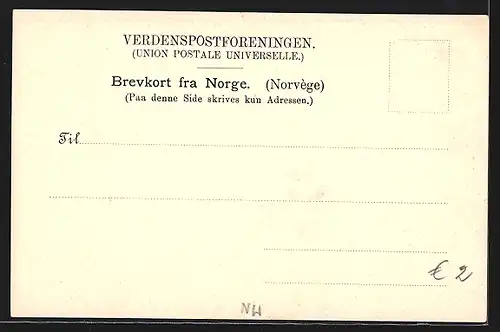 VERDENSPOSTFORENINGEN.
(UNION POSTALE UNIVERSELLE.)
Brevkort fra Norge. (Norvège)
(Paa denne Side skrives kun Adressen.)
Til
€ 2
NH